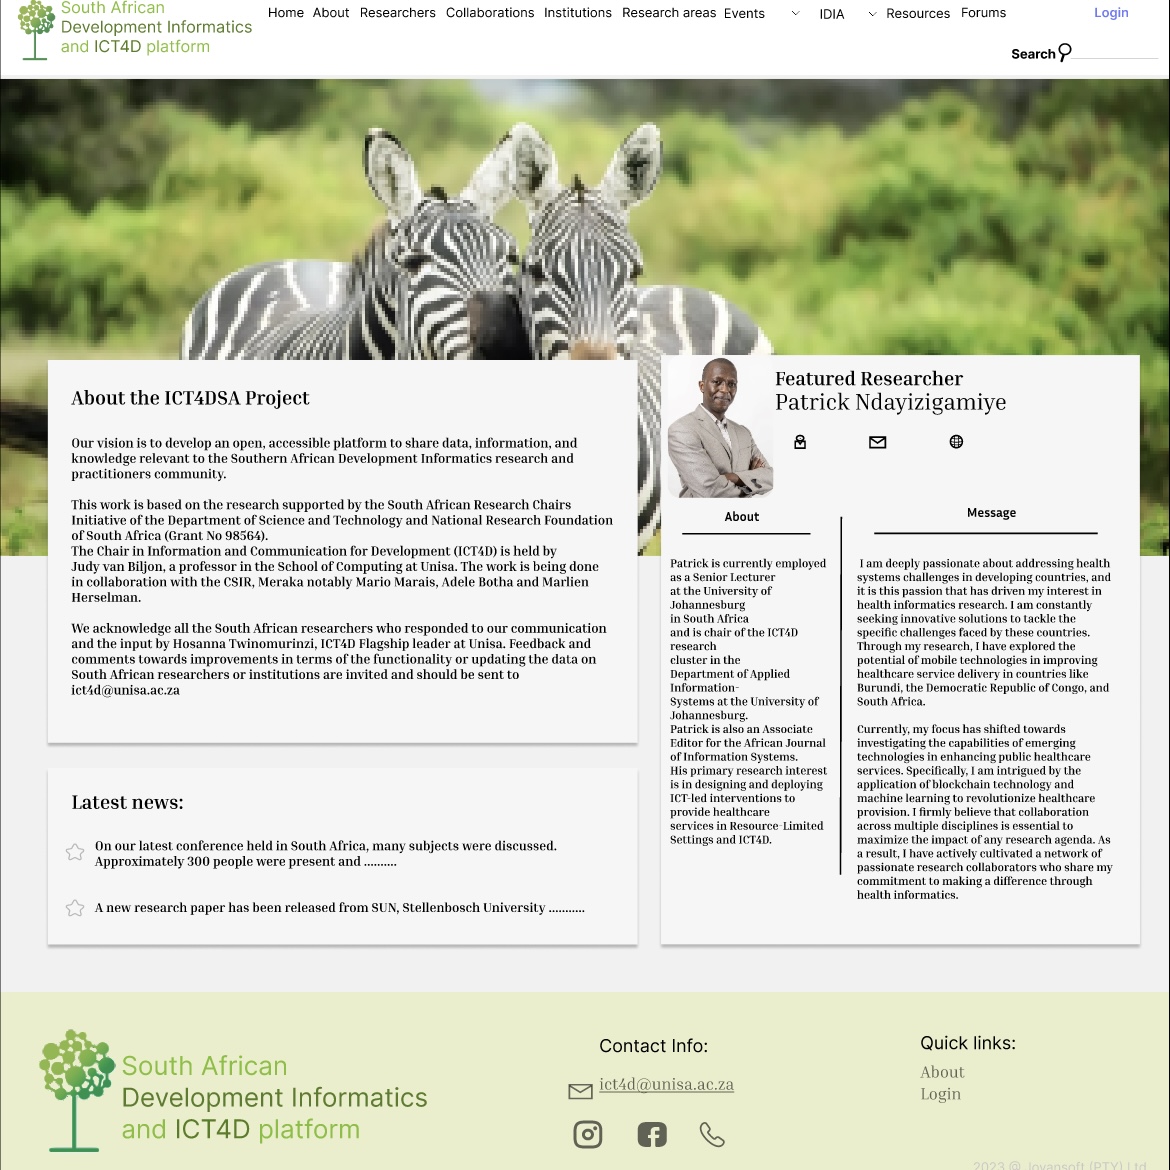 South African
Development Informatics
and ICT4D platform
Home About Researchers Collaborations Institutions Research areas Events IDIA Resources Forums Login
Search
About the ICT4DSA Project
Our vision is to develop an open, accessible platform to share data, information, and
knowledge relevant to the Southern African Development Informatics research and
practitioners community.
This work is based on the research supported by the South African Research Chairs
Initiative of the Department of Science and Technology and National Research Foundation
of South Africa (Grant No 98564).
The Chair in Information and Communication for Development (ICT4D) is held by
Judy van Biljon, a professor in the School of Computing at Unisa. The work is being done
in collaboration with the CSIR, Meraka notably Mario Marais, Adele Botha and Marlien
Herselman.
We acknowledge all the South African researchers who responded to our communication
and the input by Hosanna Twinomurinzi, ICT4D Flagship leader at Unisa. Feedback and
comments towards improvements in terms of the functionality or updating the data on
South African researchers or institutions are invited and should be sent to
ict4d@unisa.ac.za
Latest news:
On our latest conference held in South Africa, many subjects were discussed.
Approximately 300 people were present and ..........
A new research paper has been released from SUN, Stellenbosch University ...........
Featured Researcher
Patrick Ndayizigamiye
About
Patrick is currently employed
as a Senior Lecturer
at the University of
Johannesburg
in South Africa
and is chair of the ICT4D
research
cluster in the
Department of Applied
Information-
Systems at the University of
Johannesburg.
Patrick is also an Associate
Editor for the African Journal
of Information Systems.
His primary research interest
is in designing and deploying
ICT-led interventions to
provide healthcare
services in Resource-Limited
Settings and ICT4D.
Message
I am deeply passionate about addressing health
systems challenges in developing countries, and
it is this passion that has driven my interest in
health informatics research. I am constantly
seeking innovative solutions to tackle the
specific challenges faced by these countries.
Through my research, I have explored the
potential of mobile technologies in improving
healthcare service delivery in countries like
Burundi, the Democratic Republic of Congo, and
South Africa.
Currently, my focus has shifted towards
investigating the capabilities of emerging
technologies in enhancing public healthcare
services. Specifically, I am intrigued by the
application of blockchain technology and
machine learning to revolutionize healthcare
provision. I firmly believe that collaboration
across multiple disciplines is essential to
maximize the impact of any research agenda. As
a result, I have actively cultivated a network of
passionate research collaborators who share my
commitment to making a difference through
health informatics.
South African
Development Informatics
and ICT4D platform
Contact Info:
ict4d@unisa.ac.za
Quick links:
About
Login
2023 @ Jovansoft (PTY) Ltd